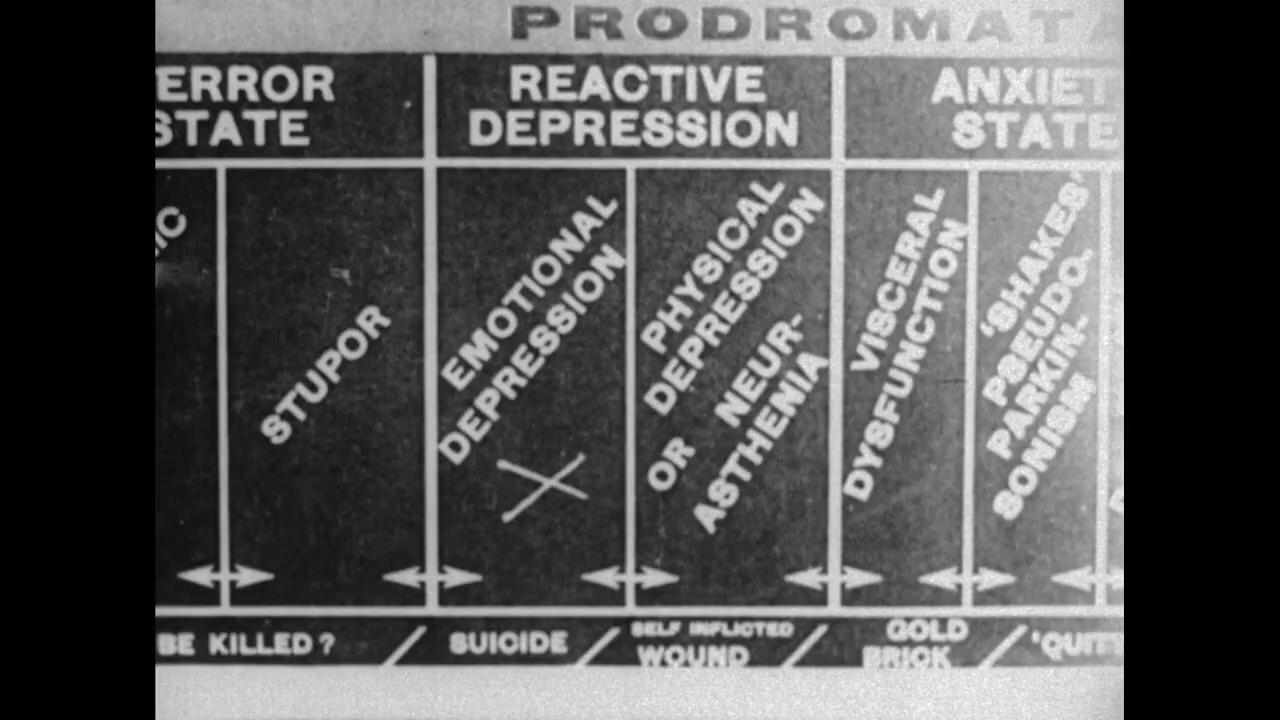 PRODROMATA
ERROR
STATE
REACTIVE
DEPRESSION
ANXIET
STATE
IC
STUPOR
EMOTIONAL
DEPRESSION
PHYSICAL
DEPRESSION
OR NEUR-
ASTHENIA
VISCERAL
DYSFUNCTION
'SHAKES'
PSEUDO-
PARKIN-
SONISM
BE KILLED?
SUICIDE
SELF INFLICTED
WOUND
GOLD
BRICK
'QUIT